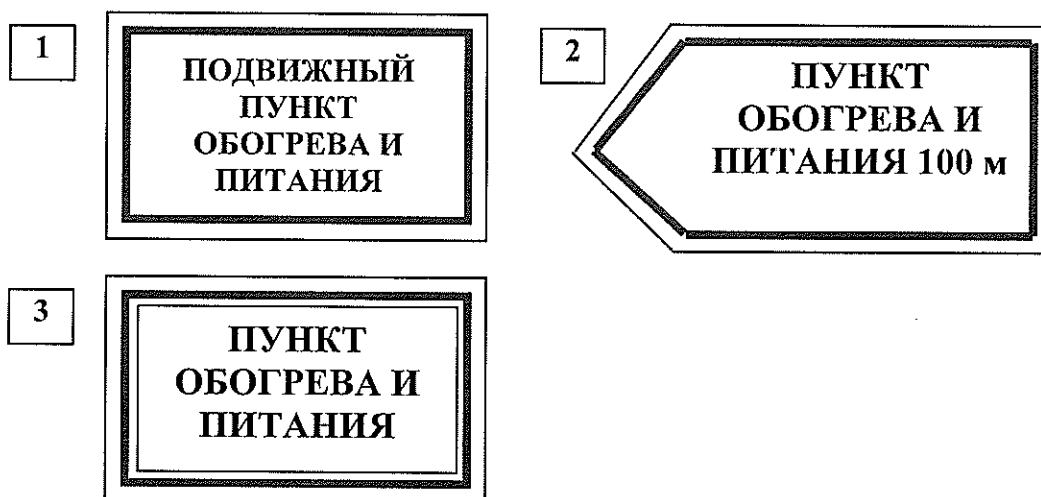 1
ПОДВИЖНЫЙ
ПУНКТ
ОБОГРЕВА И
ПИТАНИЯ
2
ПУНКТ
ОБОГРЕВА И
ПИТАНИЯ 100 м
3
ПУНКТ
ОБОГРЕВА И
ПИТАНИЯ